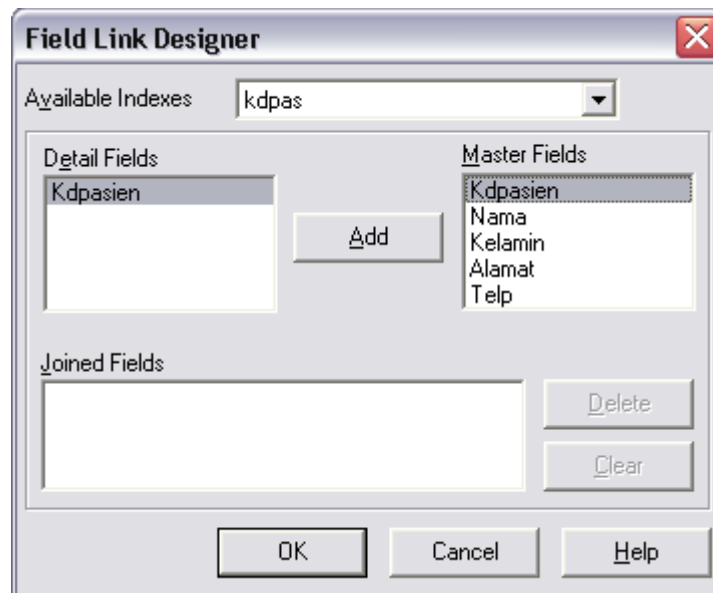 Field Link Designer
Available Indexes
kdpas
Detail Fields
Kdpasien
Add
Master Fields
Kdpasien
Nama
Kelamin
Alamat
Telp
Joined Fields
Delete
Clear
OK
Cancel
Help